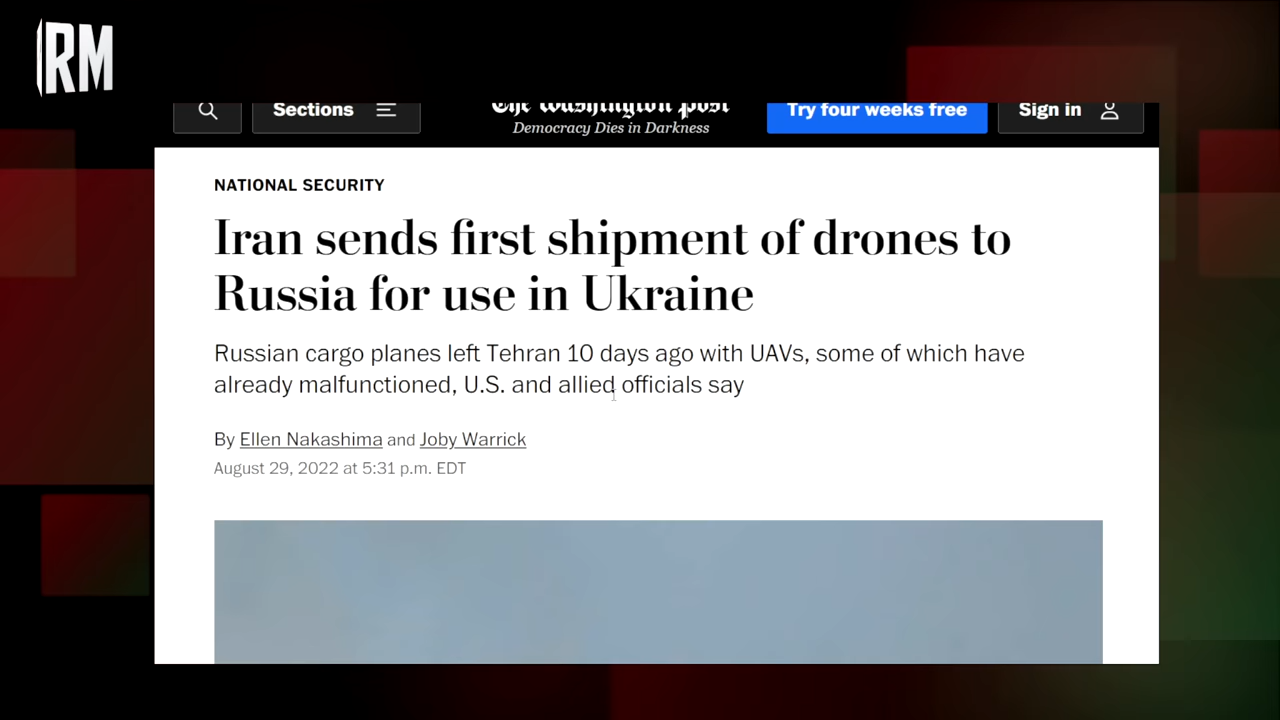 RM
Sections
The Washington Post
Try four weeks free
Sign in
Democracy Dies in Darkness
NATIONAL SECURITY
Iran sends first shipment of drones to
Russia for use in Ukraine
Russian cargo planes left Tehran 10 days ago with UAVs, some of which have
already malfunctioned, U.S. and allied officials say
By Ellen Nakashima and Joby Warrick
August 29, 2022 at 5:31 p.m. EDT